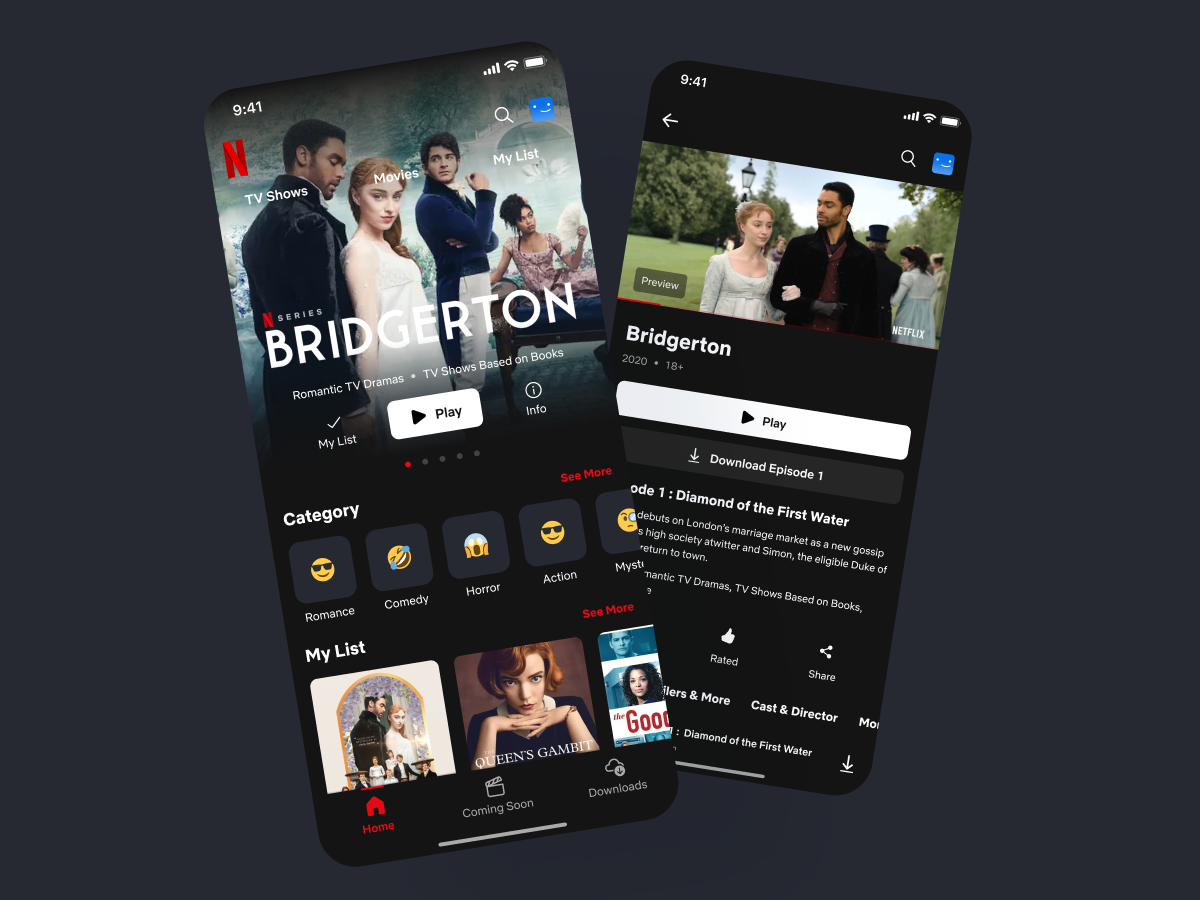 9:41
N
TV Shows
Movies
My List
N SERIES
BRIDGERTON
Romantic TV Dramas • TV Shows Based on Books
My List
Play
Info
See More
Category
Romance
Comedy
Horror
Action
Myst
See More
My List
QUEEN'S GAMBIT
the GOOD
Home
Coming Soon
Downloads
9:41
Preview
NETFLIX
Bridgerton
2020 • 18+
Play
Download Episode 1
ode 1 : Diamond of the First Water
debuts on London's marriage market as a new gossip
s high society atwitter and Simon, the eligible Duke of
return to town.
mantic TV Dramas, TV Shows Based on Books,
e
Rated
Share
ilers & More
Cast & Director
Mor
: Diamond of the First Water